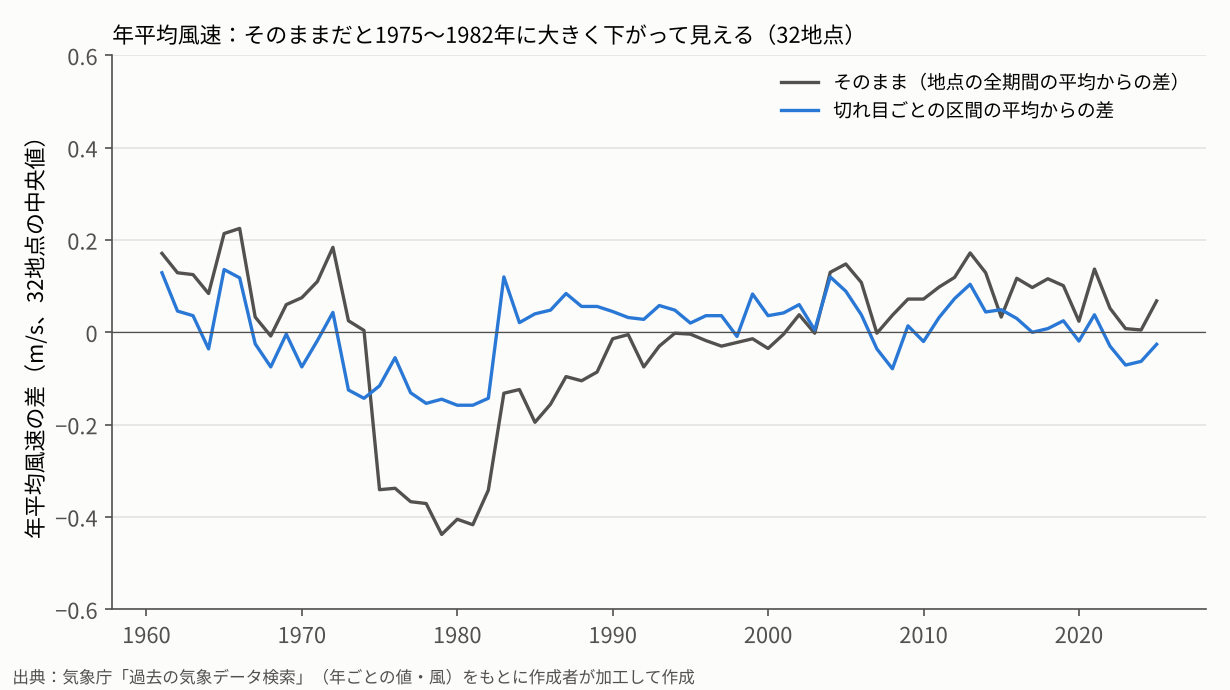 年平均風速：そのままだと1975〜1982年に大きく下がって見える（32地点）
そのまま（地点の全期間の平均からの差）
切れ目ごとの区間の平均からの差
年平均風速の差（m/s、32地点の中央値）
0.6
0.4
0.2
0
−0.2
−0.4
−0.6
1960 1970 1980 1990 2000 2010 2020
出典：気象庁「過去の気象データ検索」（年ごとの値・風）をもとに作成者が加工して作成